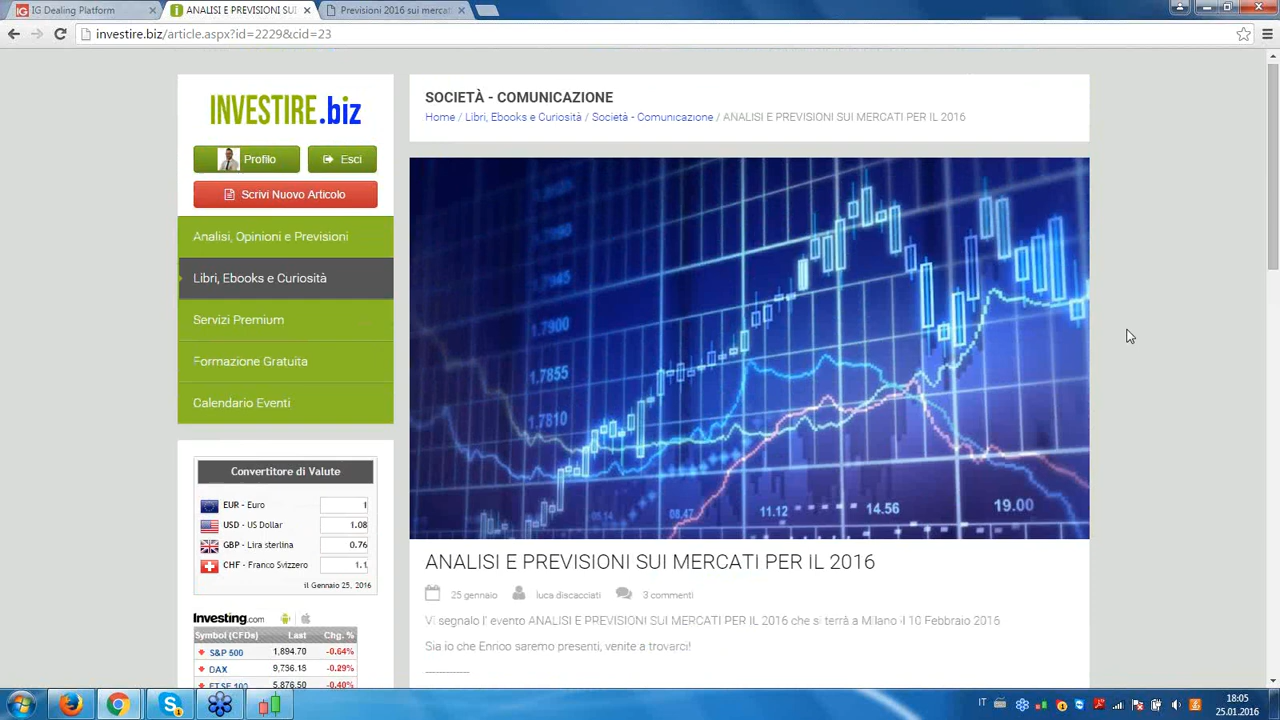 IG Dealing Platform
ANALISI E PREVISIONI SUI
Previsioni 2016 sui mercat
investire.biz/article.aspx?id=2229&cid=23
INVESTIRE.biz
Profilo
Esci
Scrivi Nuovo Articolo
Analisi, Opinioni e Previsioni
Libri, Ebooks e Curiosità
Servizi Premium
Formazione Gratuita
Calendario Eventi
Convertitore di Valute
EUR - Euro 1
USD - US Dollar 1.08
GBP - Lira sterlina 0.76
CHF - Franco Svizzero 1.1
il Gennaio 25, 2016
Investing.com
Symbol (CFDs) Last Chg. %
S&P 500 1,894.70 -0.64%
DAX 9,736.15 -0.29%
FTSE 100 5,876.50 -0.40%
SOCIETÀ - COMUNICAZIONE
Home / Libri, Ebooks e Curiosità / Società - Comunicazione / ANALISI E PREVISIONI SUI MERCATI PER IL 2016
1.7945
1.7900
1.7855
1.7810
08.47
11.12
14.56
19.00
ANALISI E PREVISIONI SUI MERCATI PER IL 2016
25 gennaio
luca discacciati
3 commenti
Vi segnalo l' evento ANALISI E PREVISIONI SUI MERCATI PER IL 2016 che si terrà a Milano il 10 Febbraio 2016
Sia io che Enrico saremo presenti, venite a trovarci!
---------------
IT
18:05
25.01.2016